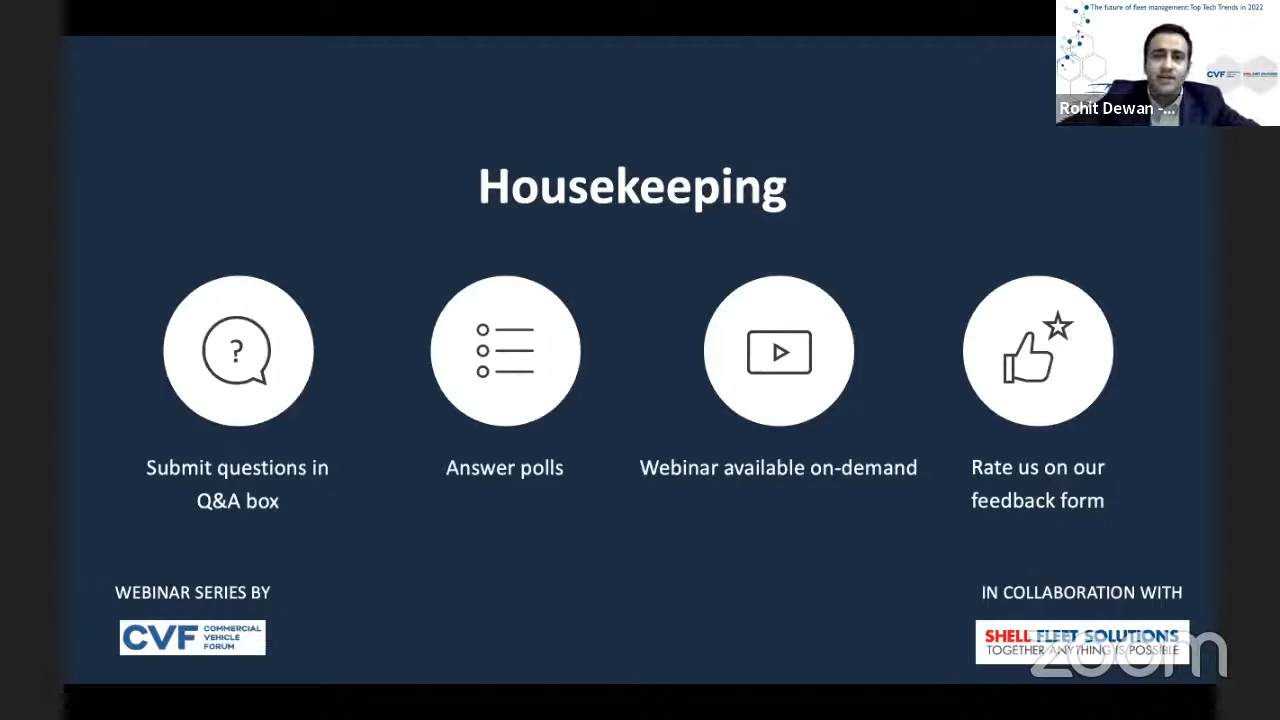 The future of fleet management: Top Tech Trends in 2022
CVF
Rohit Dewan -...
Housekeeping
?
Submit questions in
Q&A box
Answer polls
Webinar available on-demand
Rate us on our
feedback form
WEBINAR SERIES BY
CVF COMMERCIAL
VEHICLE
FORUM
IN COLLABORATION WITH
SHELL FLEET SOLUTIONS
TOGETHER ANYTHING IS POSSIBLE
zoom